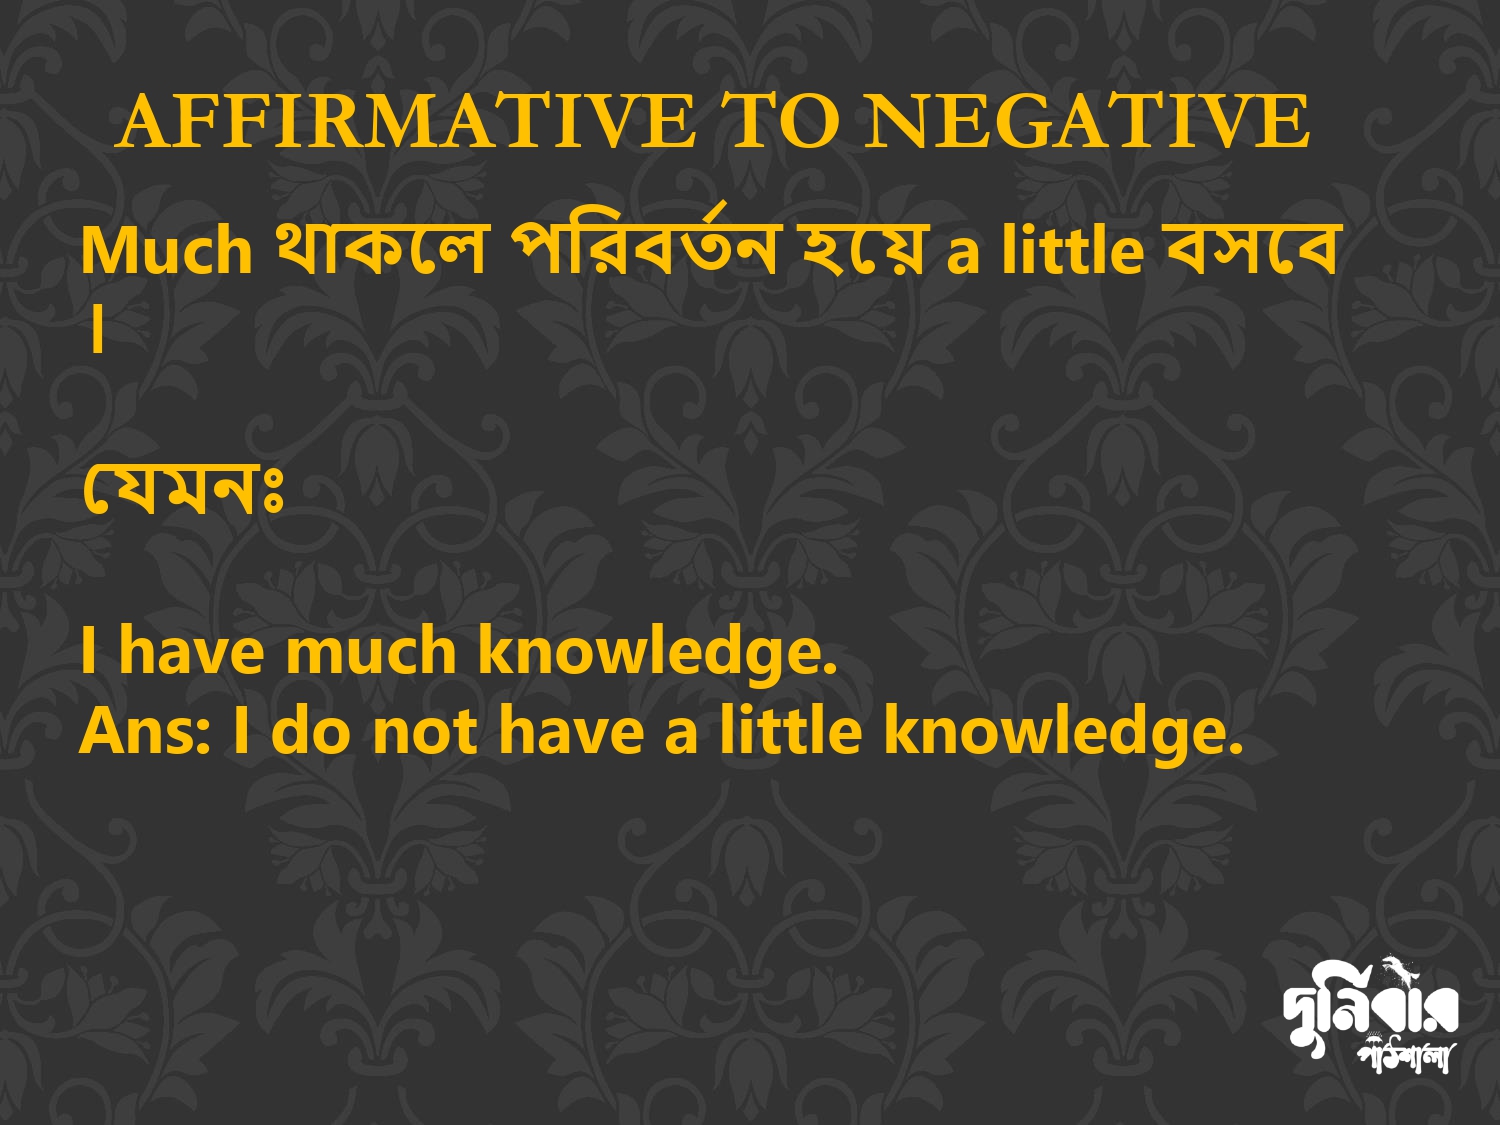 AFFIRMATIVE TO NEGATIVE
Much থাকলে পরিবর্তন হয়ে a little বসবে
।
যেমনঃ
I have much knowledge.
Ans: I do not have a little knowledge.
দুর্নিবার
পাঠশালা